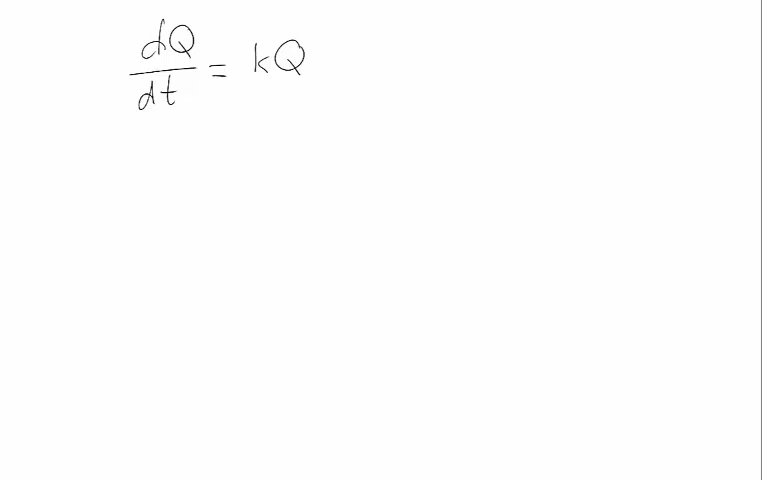 dQ/dt = kQ